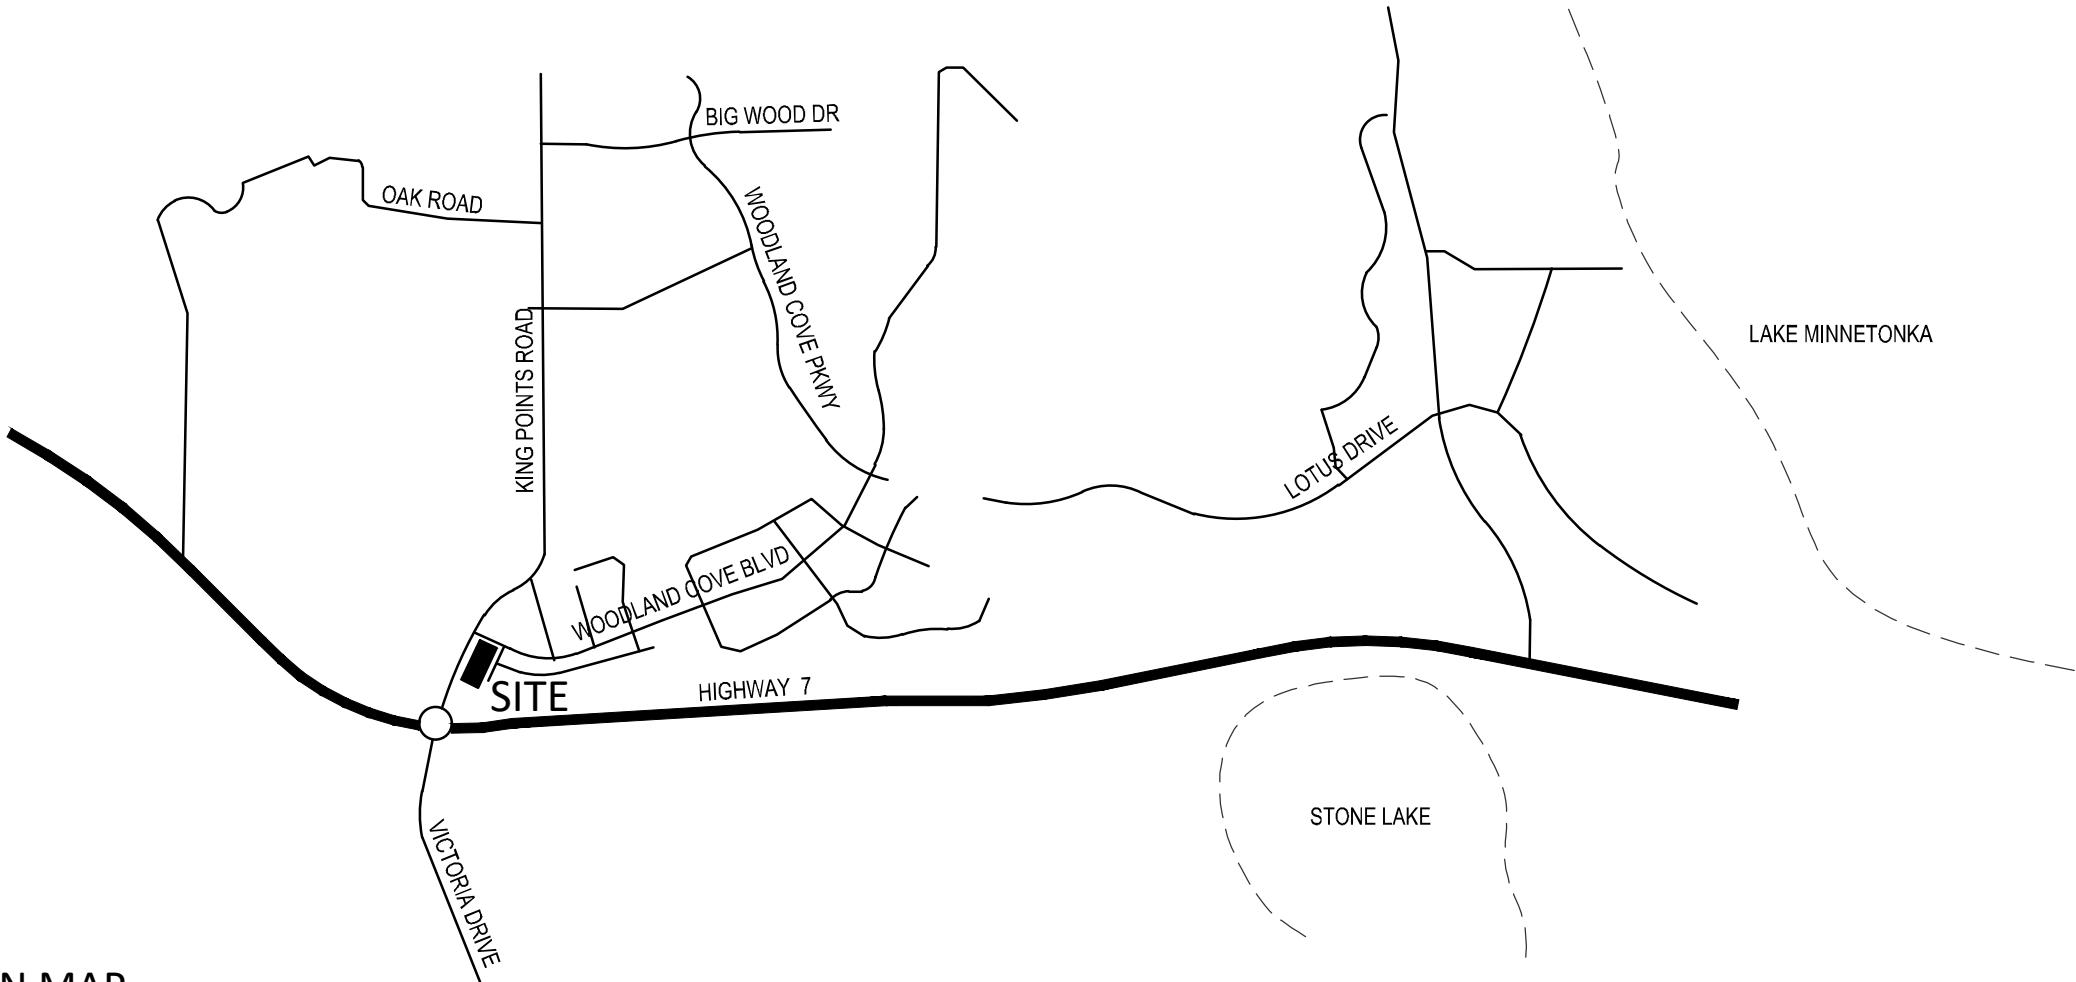 BIG WOOD DR
OAK ROAD
WOODLAND COVE PKWY
KING POINTS ROAD
LAKE MINNETONKA
LOTUS DRIVE
WOODLAND COVE BLVD
SITE
HIGHWAY 7
STONE LAKE
VICTORIA DRIVE
N MAP